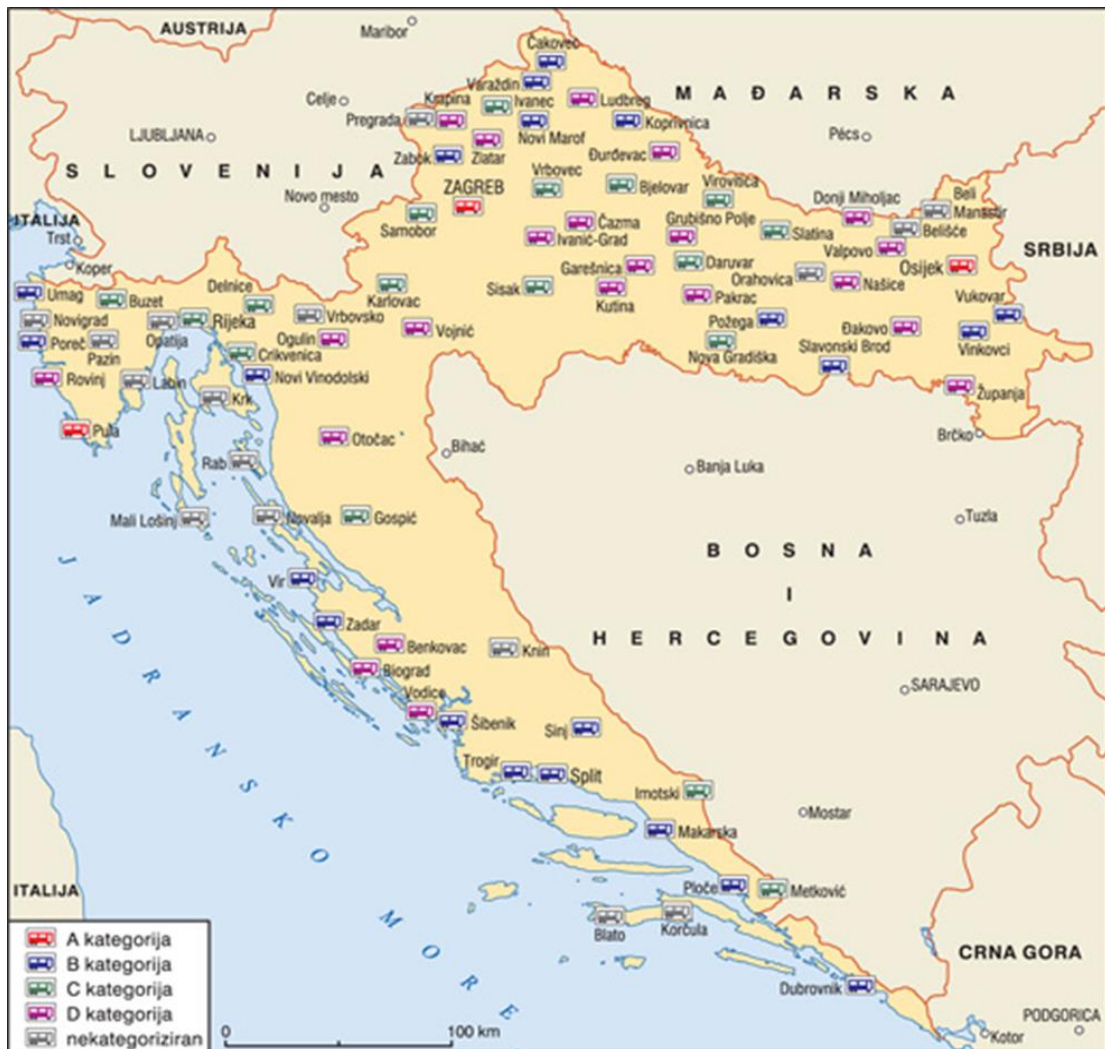 AUSTRIJA
Maribor
Čakovec
Varaždin
MAĐARSKA
Celje
Krapina
Ivanec
Ludbreg
Pregrada
Novi Marof
Koprivnica
LJUBLJANA
Pécs
Zabok
Zlatar
Đurđevac
SLOVENIJA
Vrbovec
Bjelovar
Virovitica
Novo mesto
ZAGREB
Donji Miholjac
Beli
Manastir
ITALIJA
Samobor
Čazma
Grubišno Polje
Slatina
Belišće
Trst
Ivanić-Grad
Valpovo
SRBIJA
Koper
Garešnica
Daruvar
Orahovica
Osijek
Umag
Buzet
Delnice
Karlovac
Sisak
Kutina
Pakrac
Našice
Vukovar
Novigrad
Opatija
Rijeka
Vrbovsko
Vojnić
Požega
Đakovo
Poreč
Pazin
Ogulin
Crikvenica
Nova Gradiška
Slavonski Brod
Vinkovci
Rovinj
Labin
Novi Vinodolski
Krk
Županja
Pula
Otočac
Bihać
Brčko
Rab
Banja Luka
Mali Lošinj
Novalja
Gospić
Tuzla
BOSNA
I
HERCEGOVINA
Vir
Zadar
Benkovac
Knin
Biograd
SARAJEVO
Vodice
Šibenik
Sinj
Trogir
Split
Imotski
Mostar
Makarska
JADRANSKO MORE
ITALIJA
Ploče
Metković
Blato
Korčula
CRNA GORA
Dubrovnik
PODGORICA
Kotor
A kategorija
B kategorija
C kategorija
D kategorija
nekategoriziran
0 100 km